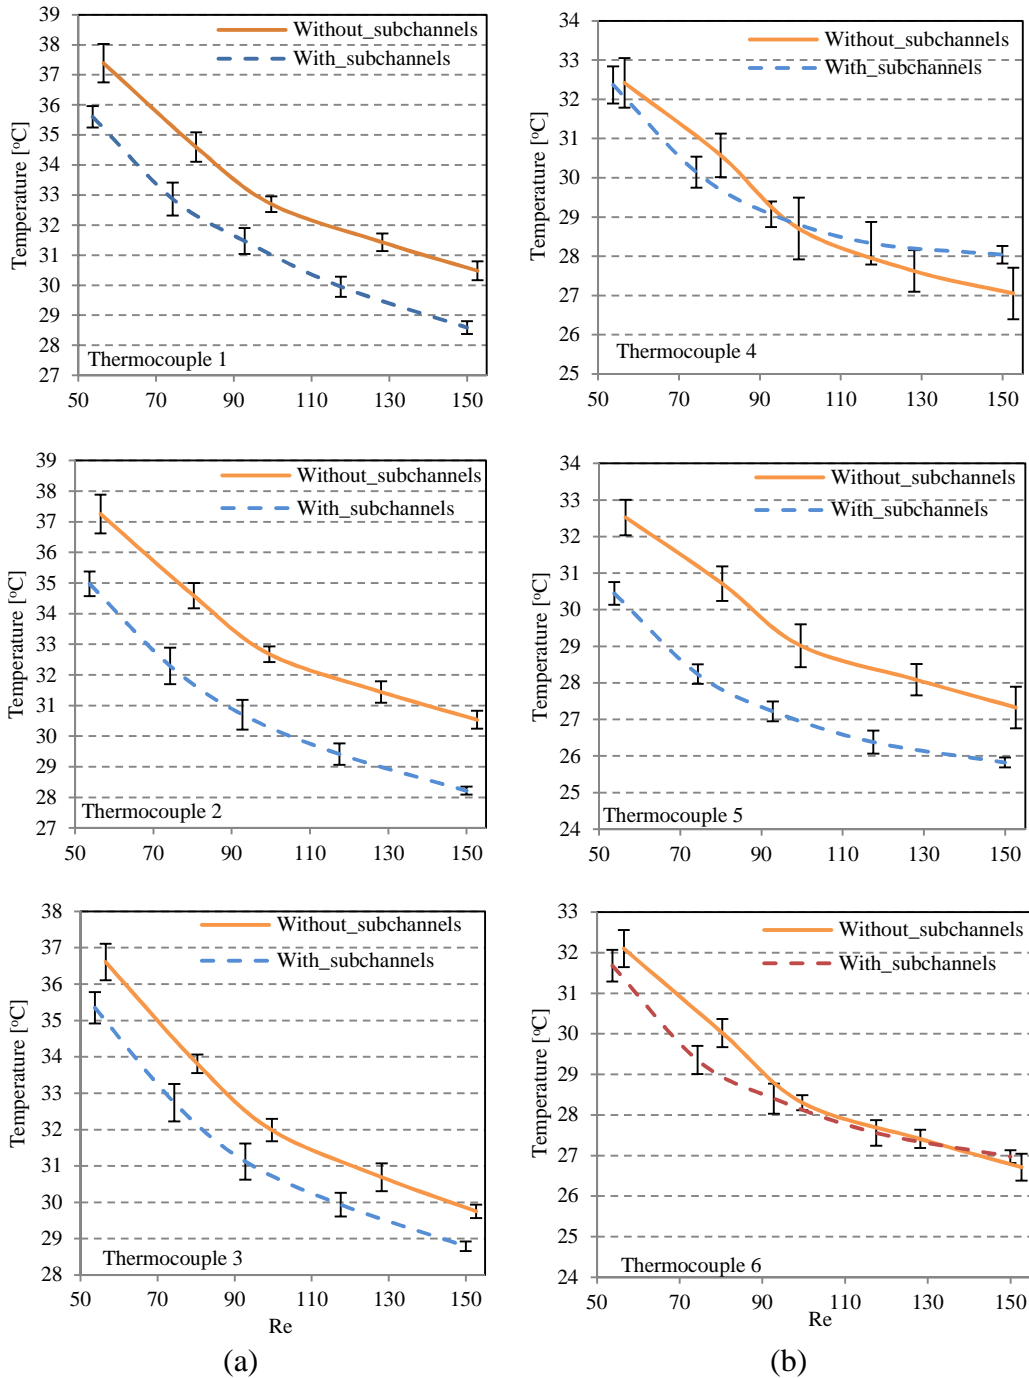 39
38
37
36
35
34
33
32
31
30
29
28
27
50 70 90 110 130 150
Temperature [°C]
Without_subchannels
With_subchannels
Thermocouple 1
34
33
32
31
30
29
28
27
26
25
50 70 90 110 130 150
Temperature [°C]
Without_subchannels
With_subchannels
Thermocouple 4
39
38
37
36
35
34
33
32
31
30
29
28
27
50 70 90 110 130 150
Temperature [°C]
Without_subchannels
With_subchannels
Thermocouple 2
34
33
32
31
30
29
28
27
26
25
24
50 70 90 110 130 150
Temperature [°C]
Without_subchannels
With_subchannels
Thermocouple 5
38
37
36
35
34
33
32
31
30
29
28
50 70 90 110 130 150
Temperature [°C]
Without_subchannels
With_subchannels
Thermocouple 3
Re
(a)
33
32
31
30
29
28
27
26
25
24
50 70 90 110 130 150
Temperature [°C]
Without_subchannels
With_subchannels
Thermocouple 6
Re
(b)